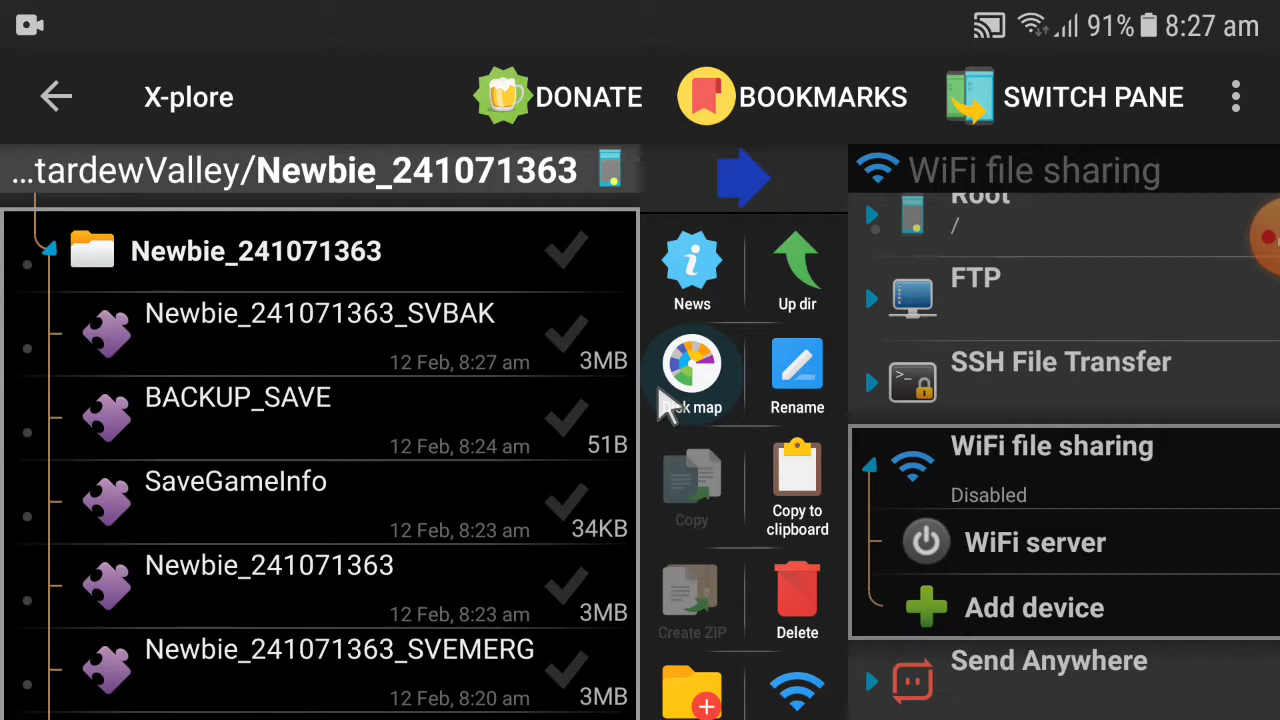 91% 8:27 am
X-plore
DONATE
BOOKMARKS
SWITCH PANE
...tardewValley/Newbie_241071363
Newbie_241071363
Newbie_241071363_SVBAK
12 Feb, 8:27 am
3MB
BACKUP_SAVE
12 Feb, 8:24 am
51B
SaveGameInfo
12 Feb, 8:23 am
34KB
Newbie_241071363
12 Feb, 8:23 am
3MB
Newbie_241071363_SVEMERG
12 Feb, 8:20 am
3MB
News
Up dir
Disk map
Rename
Copy
Copy to
clipboard
Create ZIP
Delete
WiFi file sharing
Root
/
FTP
SSH File Transfer
WiFi file sharing
Disabled
WiFi server
Add device
Send Anywhere